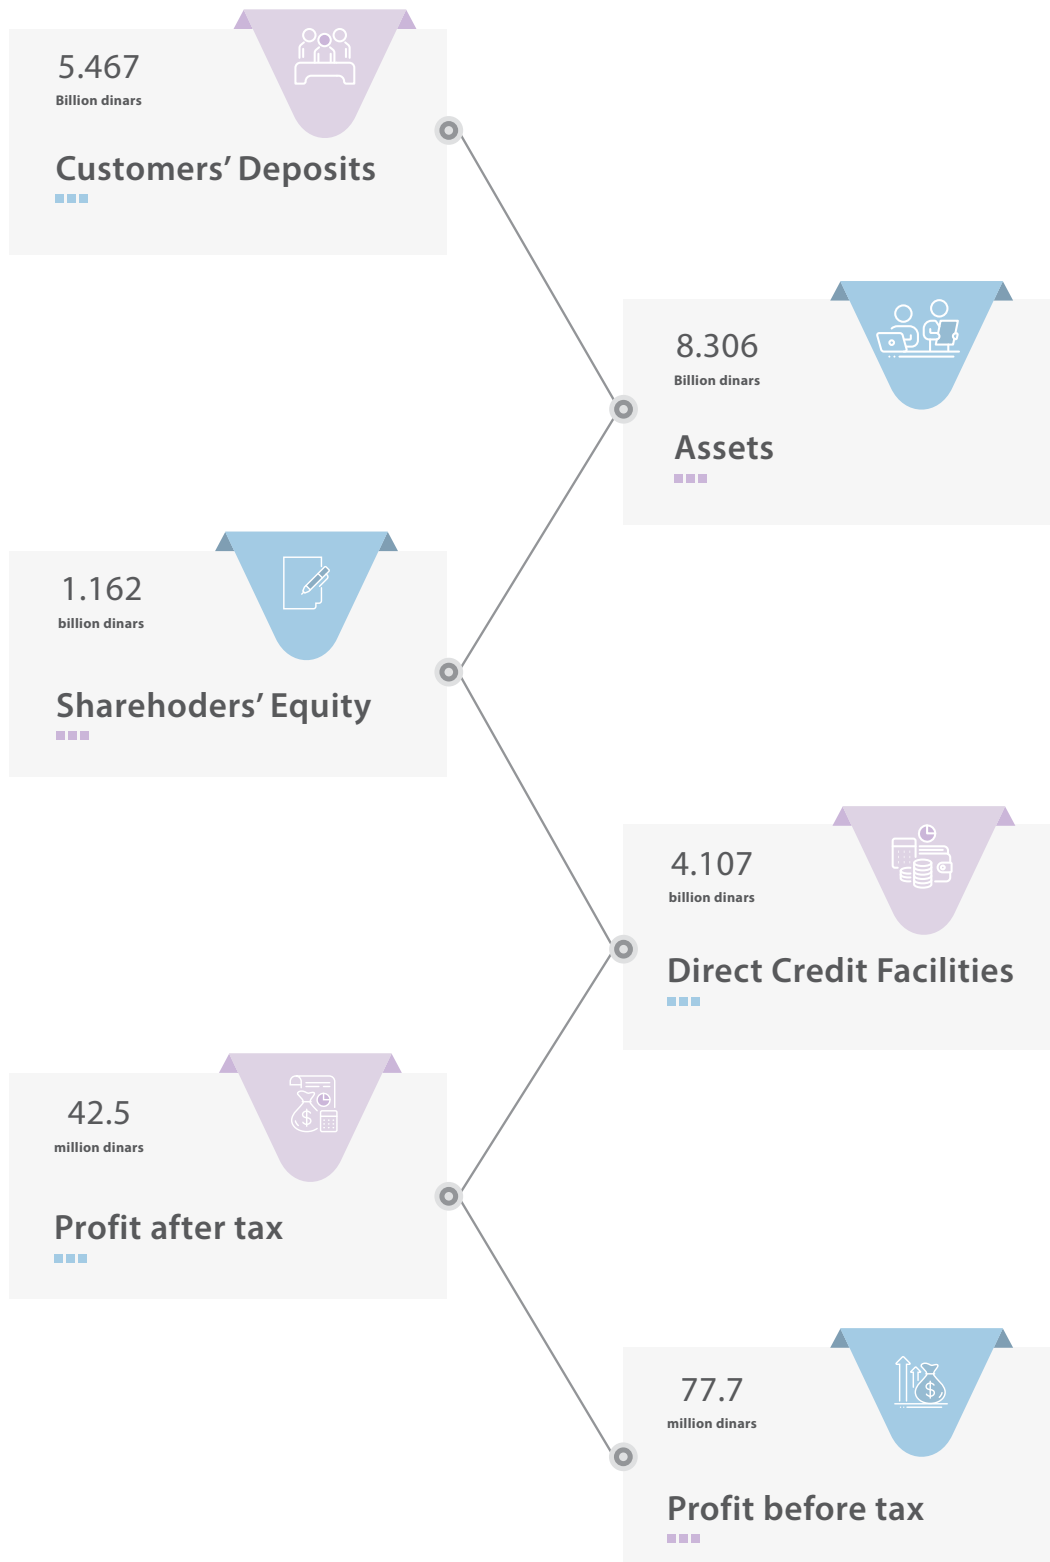 5.467
Billion dinars
Customers’ Deposits
8.306
Billion dinars
Assets
1.162
billion dinars
Sharehoders’ Equity
4.107
billion dinars
Direct Credit Facilities
42.5
million dinars
Profit after tax
77.7
million dinars
Profit before tax